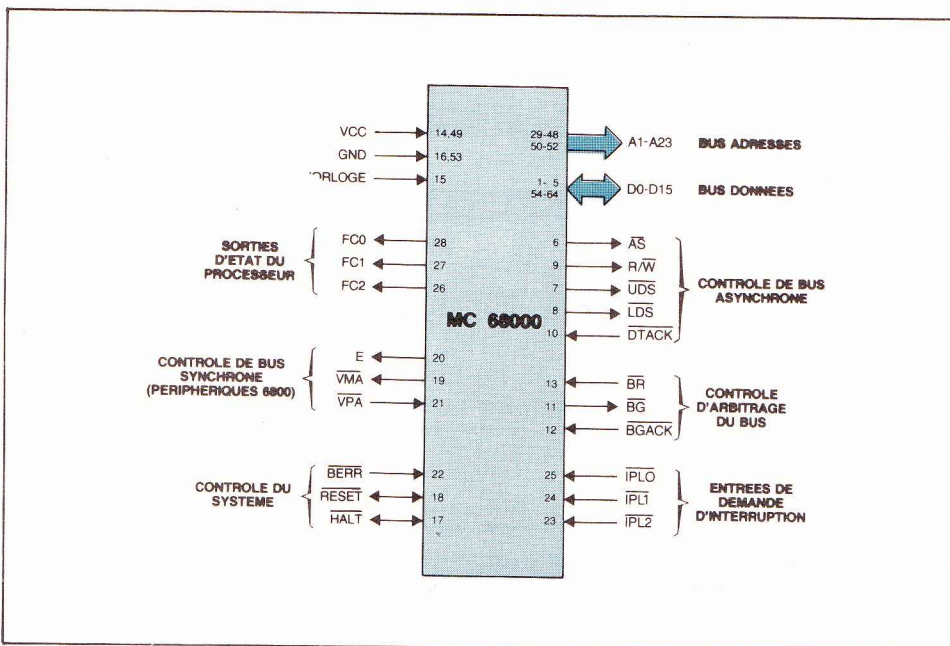 VCC 14,49
GND 16,53
'ORLOGE 15
29-48
50-52 A1-A23 BUS ADRESSES
1- 5
54-64 D0-D15 BUS DONNEES
SORTIES
D'ETAT DU
PROCESSEUR
FC0 28
FC1 27
FC2 26
6 AS
9 R/W
7 UDS
8 LDS
10 DTACK
CONTROLE DE BUS
ASYNCHRONE
MC 68000
CONTROLE DE BUS
SYNCHRONE
(PERIPHERIQUES 6800)
E 20
VMA 19
VPA 21
13 BR
11 BG
12 BGACK
CONTROLE
D'ARBITRAGE
DU BUS
CONTROLE DU
SYSTEME
BERR 22
RESET 18
HALT 17
25 IPLO
24 IPL1
23 IPL2
ENTREES DE
DEMANDE
D'INTERRUPTION